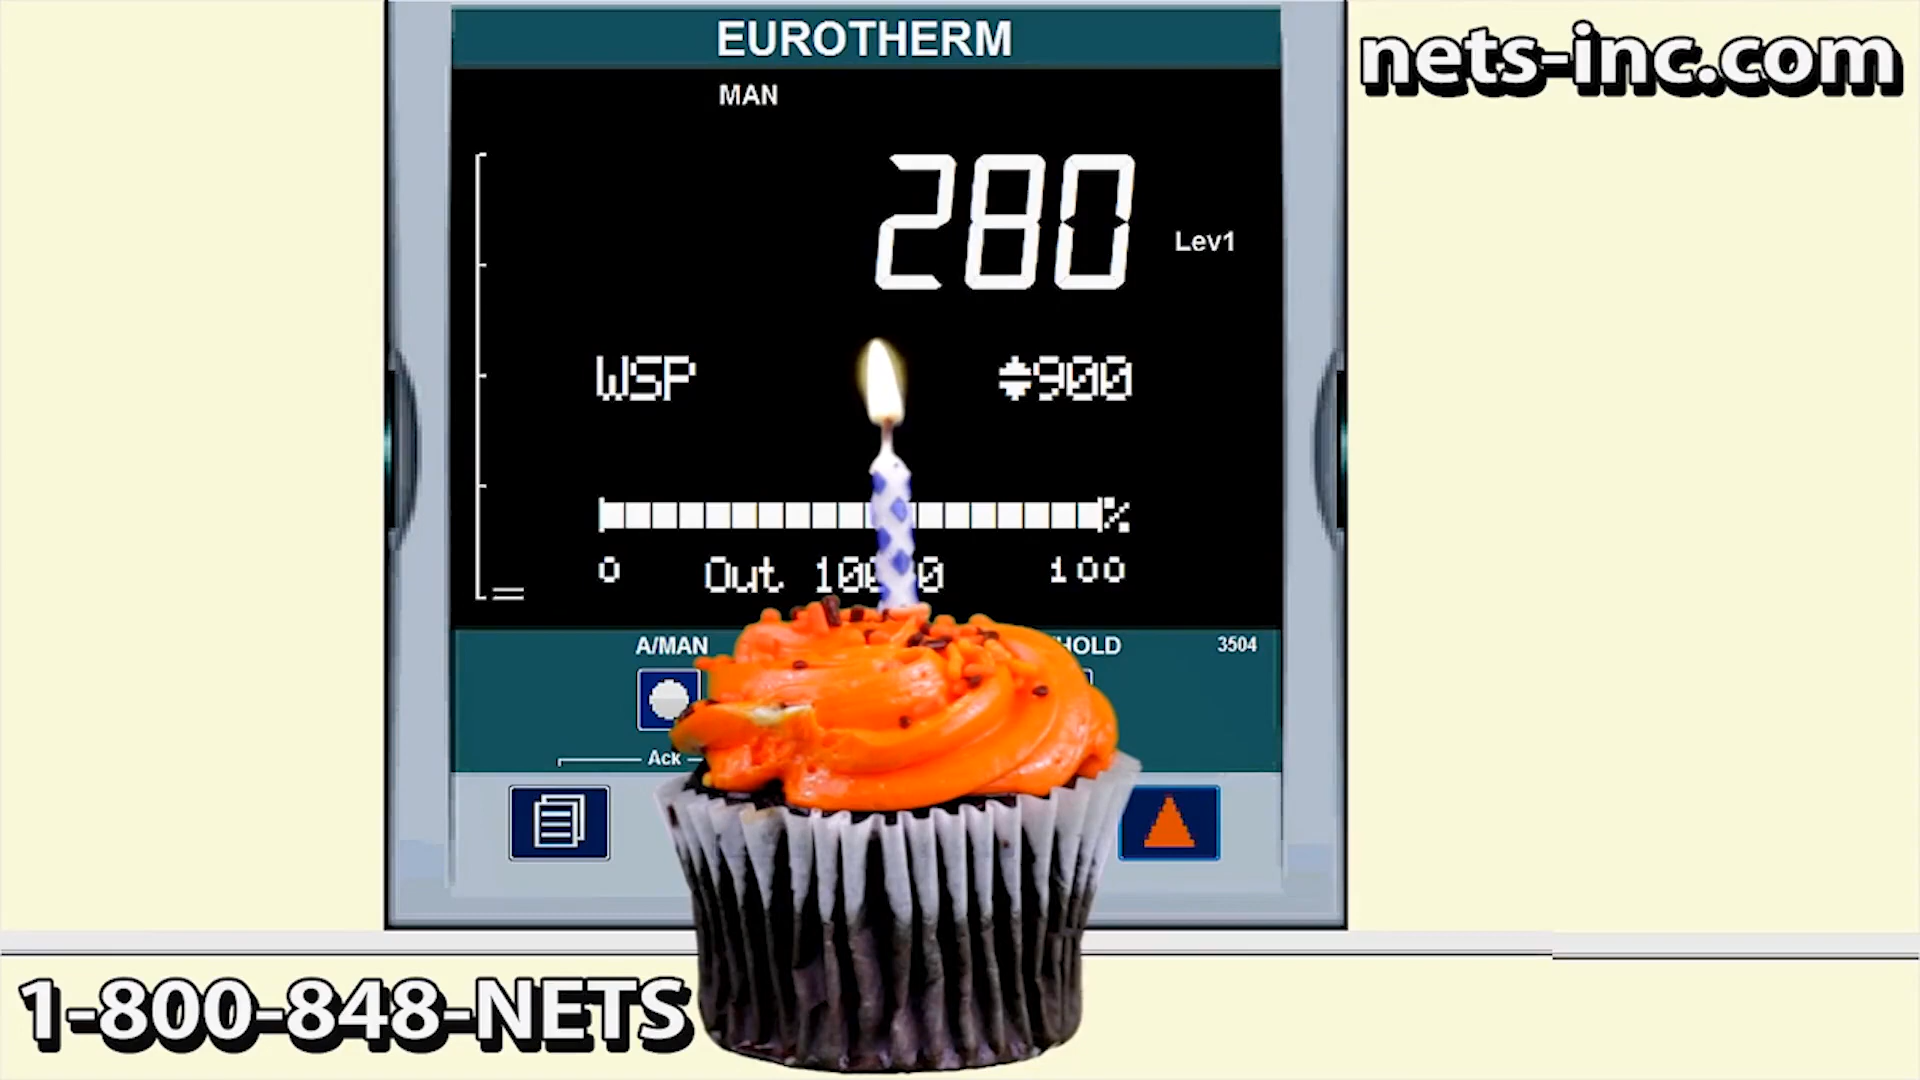 EUROTHERM
nets-inc.com
MAN
280
Lev1
WSP
900
%
0
Out
100
A/MAN
HOLD
3504
Ack
1-800-848-NETS